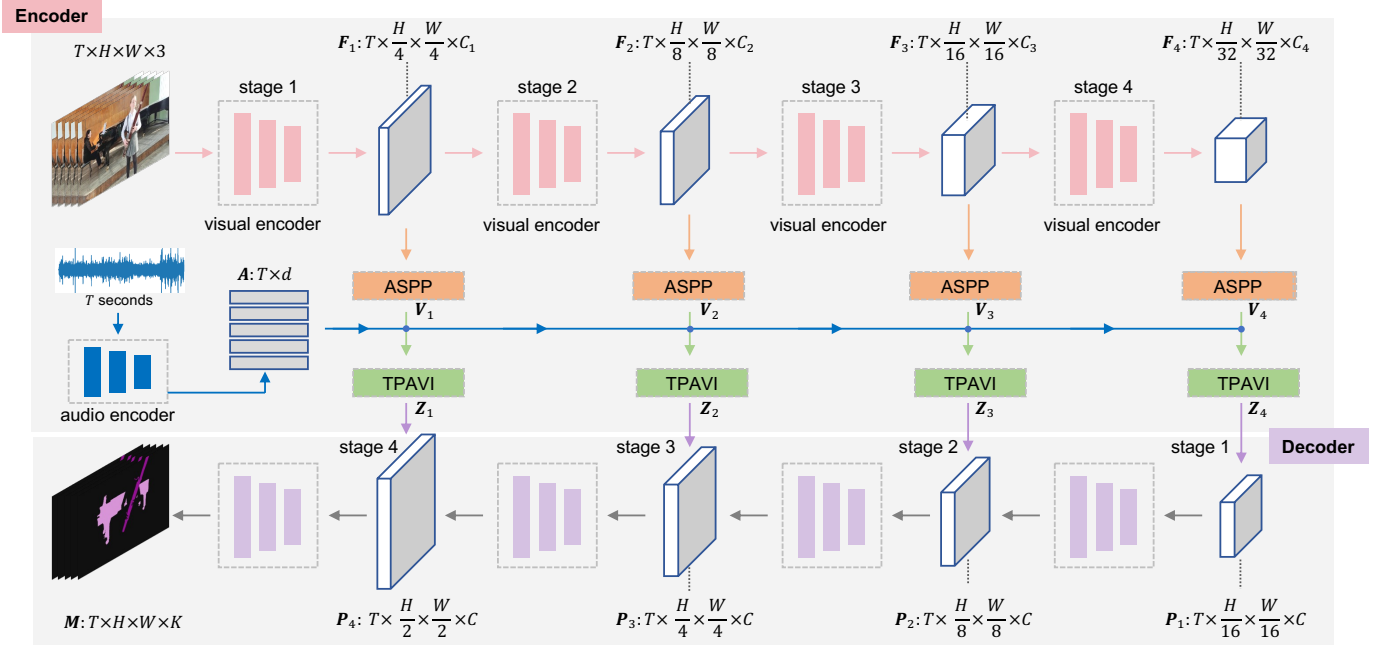 Encoder
T×H×W×3
F₁: T×H/4×W/4×C₁
F₂: T×H/8×W/8×C₂
F₃: T×H/16×W/16×C₃
F₄: T×H/32×W/32×C₄
stage 1
stage 2
stage 3
stage 4
visual encoder
visual encoder
visual encoder
visual encoder
T seconds
A: T×d
audio encoder
ASPP
ASPP
ASPP
ASPP
V₁
V₂
V₃
V₄
TPAVI
TPAVI
TPAVI
TPAVI
Z₁
Z₂
Z₃
Z₄
stage 4
stage 3
stage 2
stage 1
Decoder
M: T×H×W×K
P₄: T×H/2×W/2×C
P₃: T×H/4×W/4×C
P₂: T×H/8×W/8×C
P₁: T×H/16×W/16×C